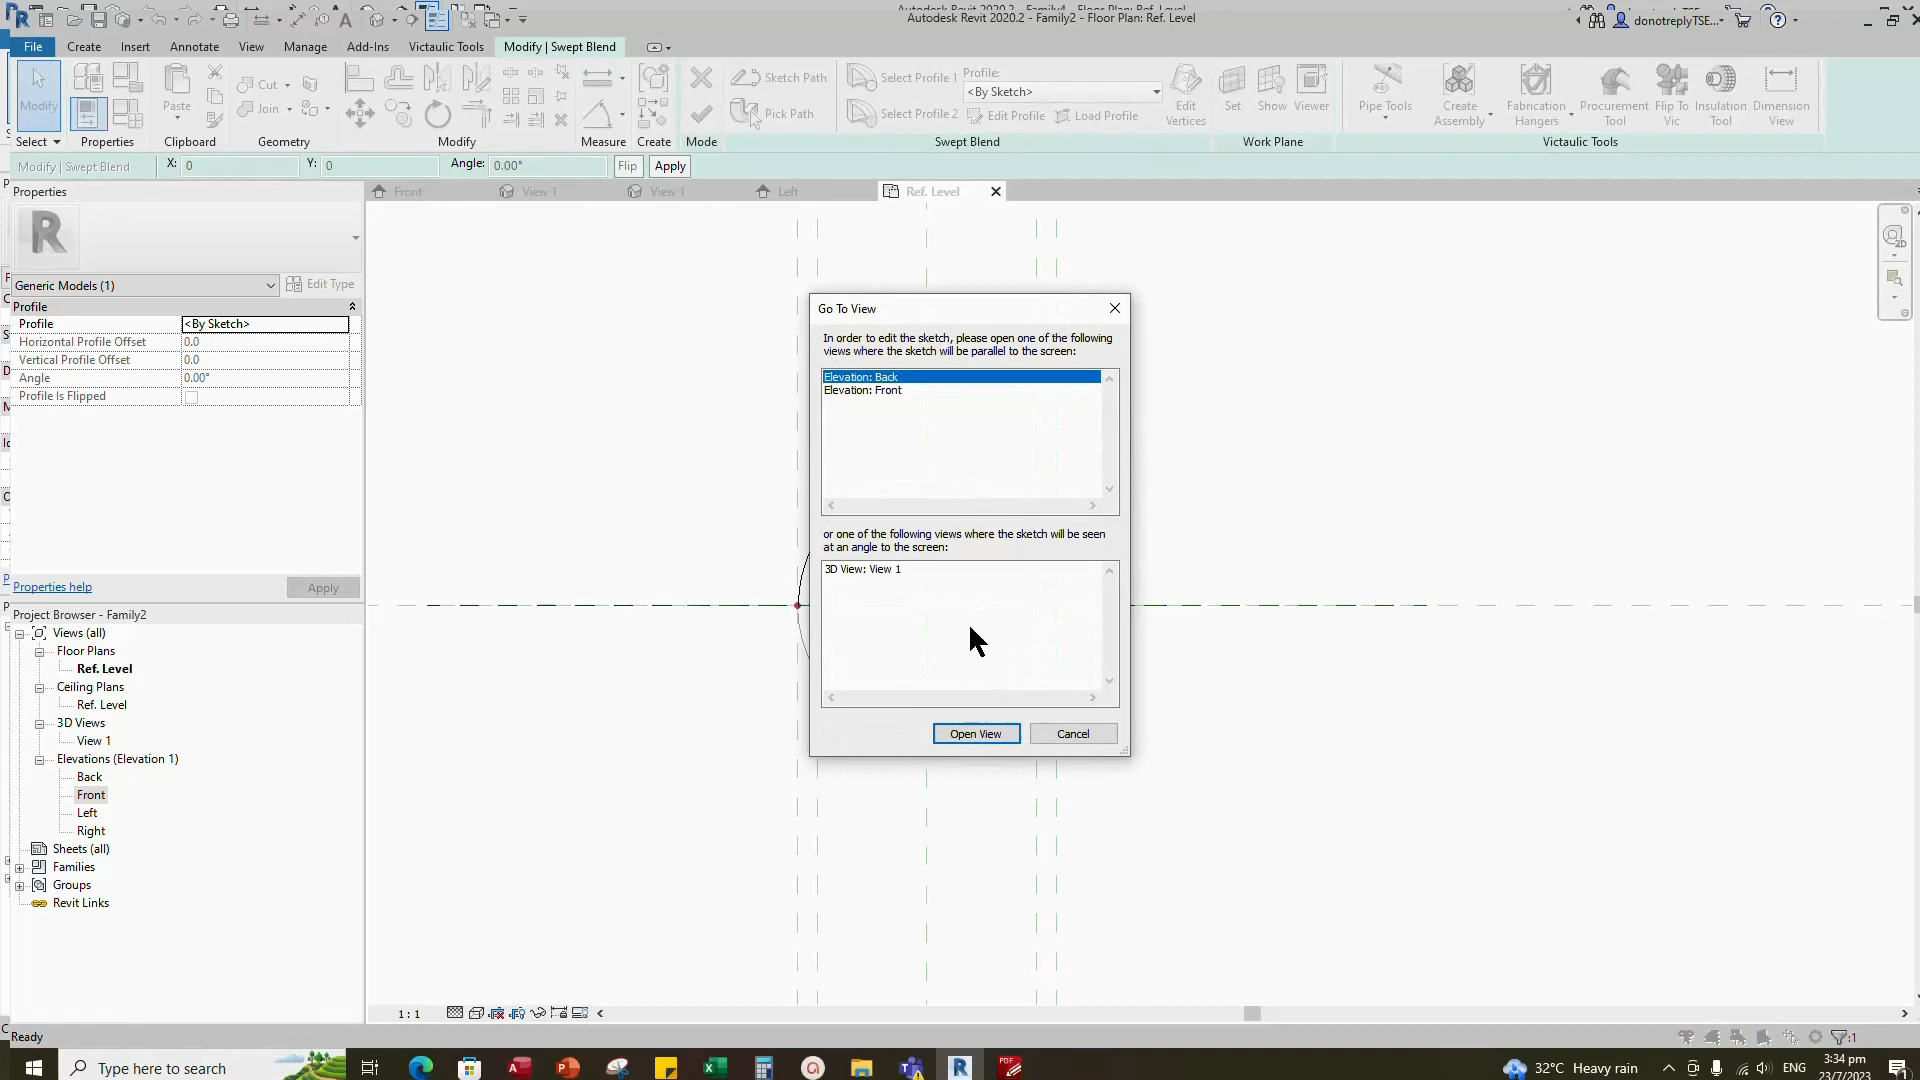 Autodesk Revit 2020.2 - Family2 - Floor Plan: Ref. Level
donotreplyTSE...
File
Create
Insert
Annotate
View
Manage
Add-Ins
Victaulic Tools
Modify | Swept Blend
Modify
Paste
Cut
Join
Sketch Path
Pick Path
Select Profile 1
Select Profile 2
Profile:
<By Sketch>
Edit Profile
Load Profile
Edit Vertices
Set
Show
Viewer
Pipe Tools
Create Assembly
Fabrication Hangers
Procurement Tool
Flip To Vic
Insulation Tool
Dimension View
Select
Properties
Clipboard
Geometry
Modify
Measure
Create
Mode
Swept Blend
Work Plane
Victaulic Tools
Modify | Swept Blend
X: 0
Y: 0
Angle: 0.00°
Flip
Apply
Properties
Front
View 1
View 1
Left
Ref. Level
Generic Models (1)
Edit Type
Profile
Profile <By Sketch>
Horizontal Profile Offset 0.0
Vertical Profile Offset 0.0
Angle 0.00°
Profile Is Flipped
Properties help
Apply
Go To View
In order to edit the sketch, please open one of the following
views where the sketch will be parallel to the screen:
Elevation: Back
Elevation: Front
or one of the following views where the sketch will be seen
at an angle to the screen:
3D View: View 1
Open View
Cancel
Project Browser - Family2
Views (all)
Floor Plans
Ref. Level
Ceiling Plans
Ref. Level
3D Views
View 1
Elevations (Elevation 1)
Back
Front
Left
Right
Sheets (all)
Families
Groups
Revit Links
1 : 1
Ready
:1
Type here to search
32°C Heavy rain
ENG
3:34 pm
23/7/2023